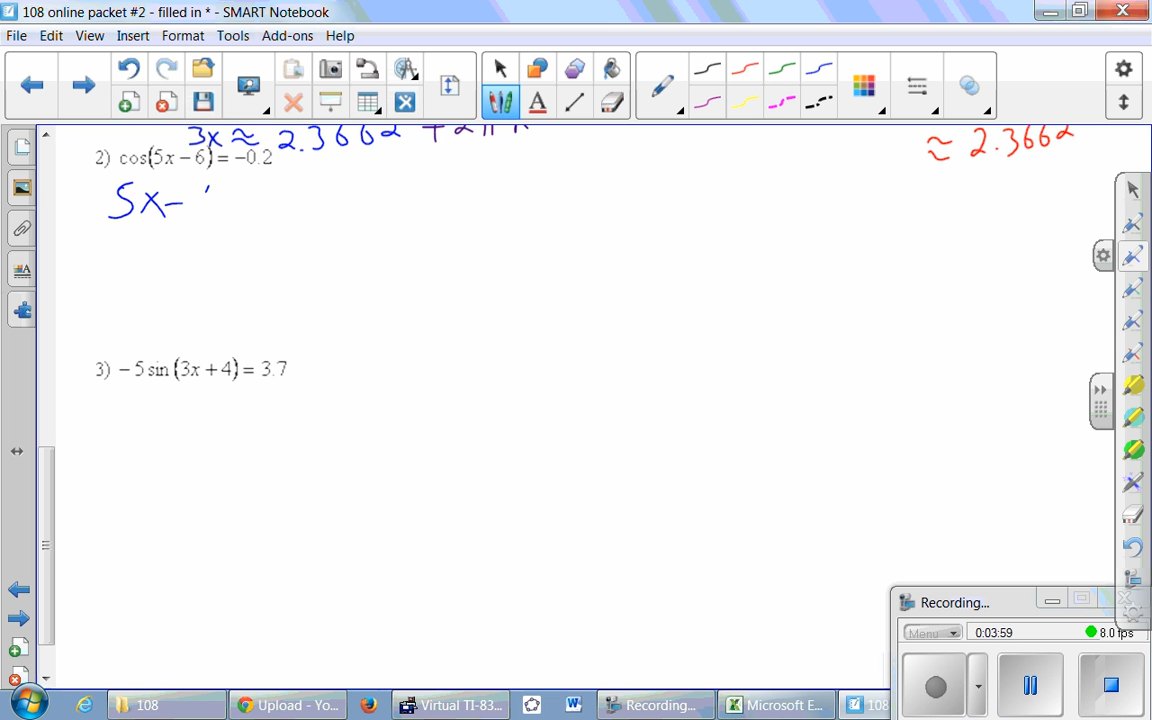 108 online packet #2 - filled in * - SMART Notebook
File Edit View Insert Format Tools Add-ons Help
3x ≈ 2.3662 + 2πk
≈ 2.3662
2) cos(5x − 6) = −0.2
5x −
3) − 5 sin (3x + 4) = 3.7
Recording...
Menu 0:03:59 8.0 fps
108 Upload - Yo... Virtual TI-83... Recording... Microsoft E... 108